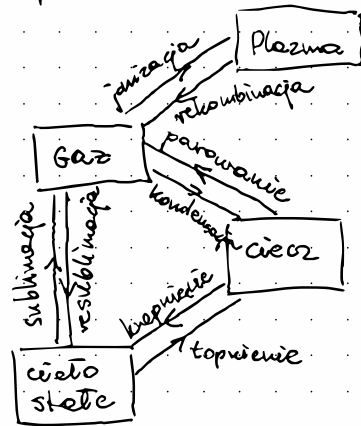 Plazma
jonizacja
rekombinacja
Gaz
parowanie
kondensacja
ciecz
sublimacja
resublimacja
krzepnięcie
topnienie
ciało
stałe